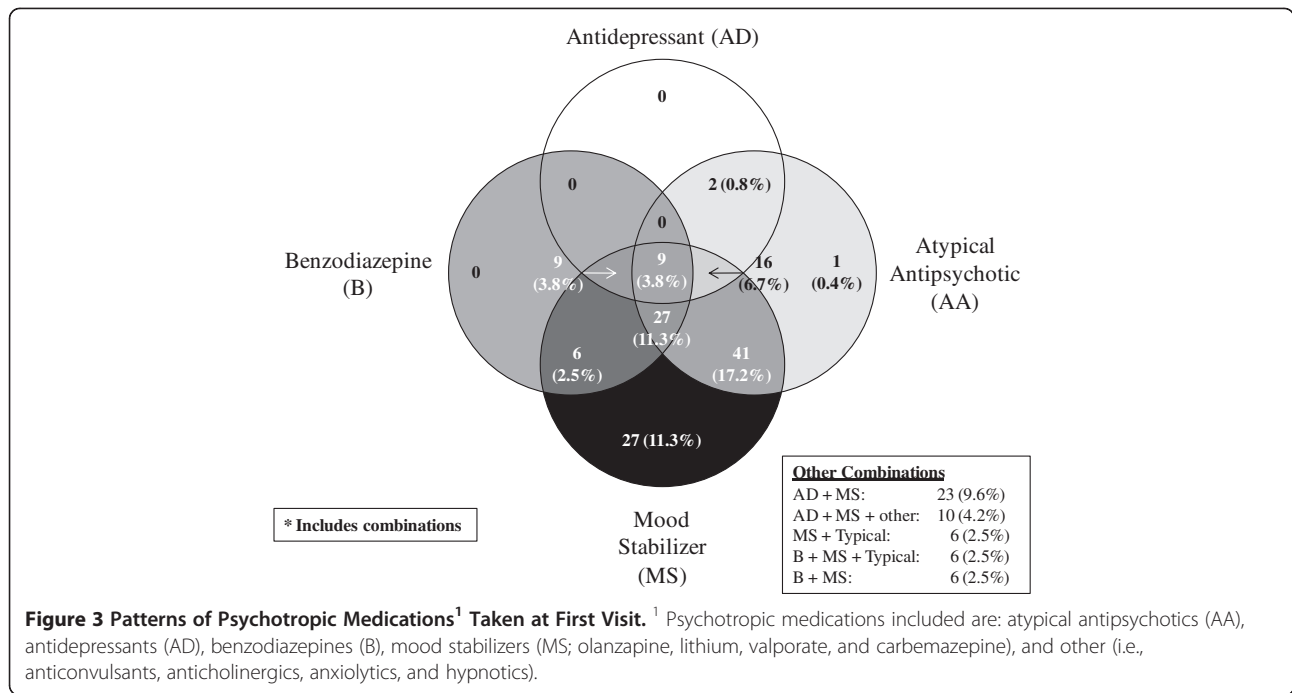 Antidepressant (AD)
0
0
2 (0.8%)
0
Benzodiazepine
(B)
0
9
(3.8%)
9
(3.8%)
16
(6.7%)
1
(0.4%)
Atypical
Antipsychotic
(AA)
27
(11.3%)
6
(2.5%)
41
(17.2%)
27 (11.3%)
* Includes combinations
Mood
Stabilizer
(MS)
Other Combinations
AD + MS: 23 (9.6%)
AD + MS + other: 10 (4.2%)
MS + Typical: 6 (2.5%)
B + MS + Typical: 6 (2.5%)
B + MS: 6 (2.5%)
Figure 3 Patterns of Psychotropic Medications¹ Taken at First Visit. ¹ Psychotropic medications included are: atypical antipsychotics (AA),
antidepressants (AD), benzodiazepines (B), mood stabilizers (MS; olanzapine, lithium, valporate, and carbemazepine), and other (i.e.,
anticonvulsants, anticholinergics, anxiolytics, and hypnotics).